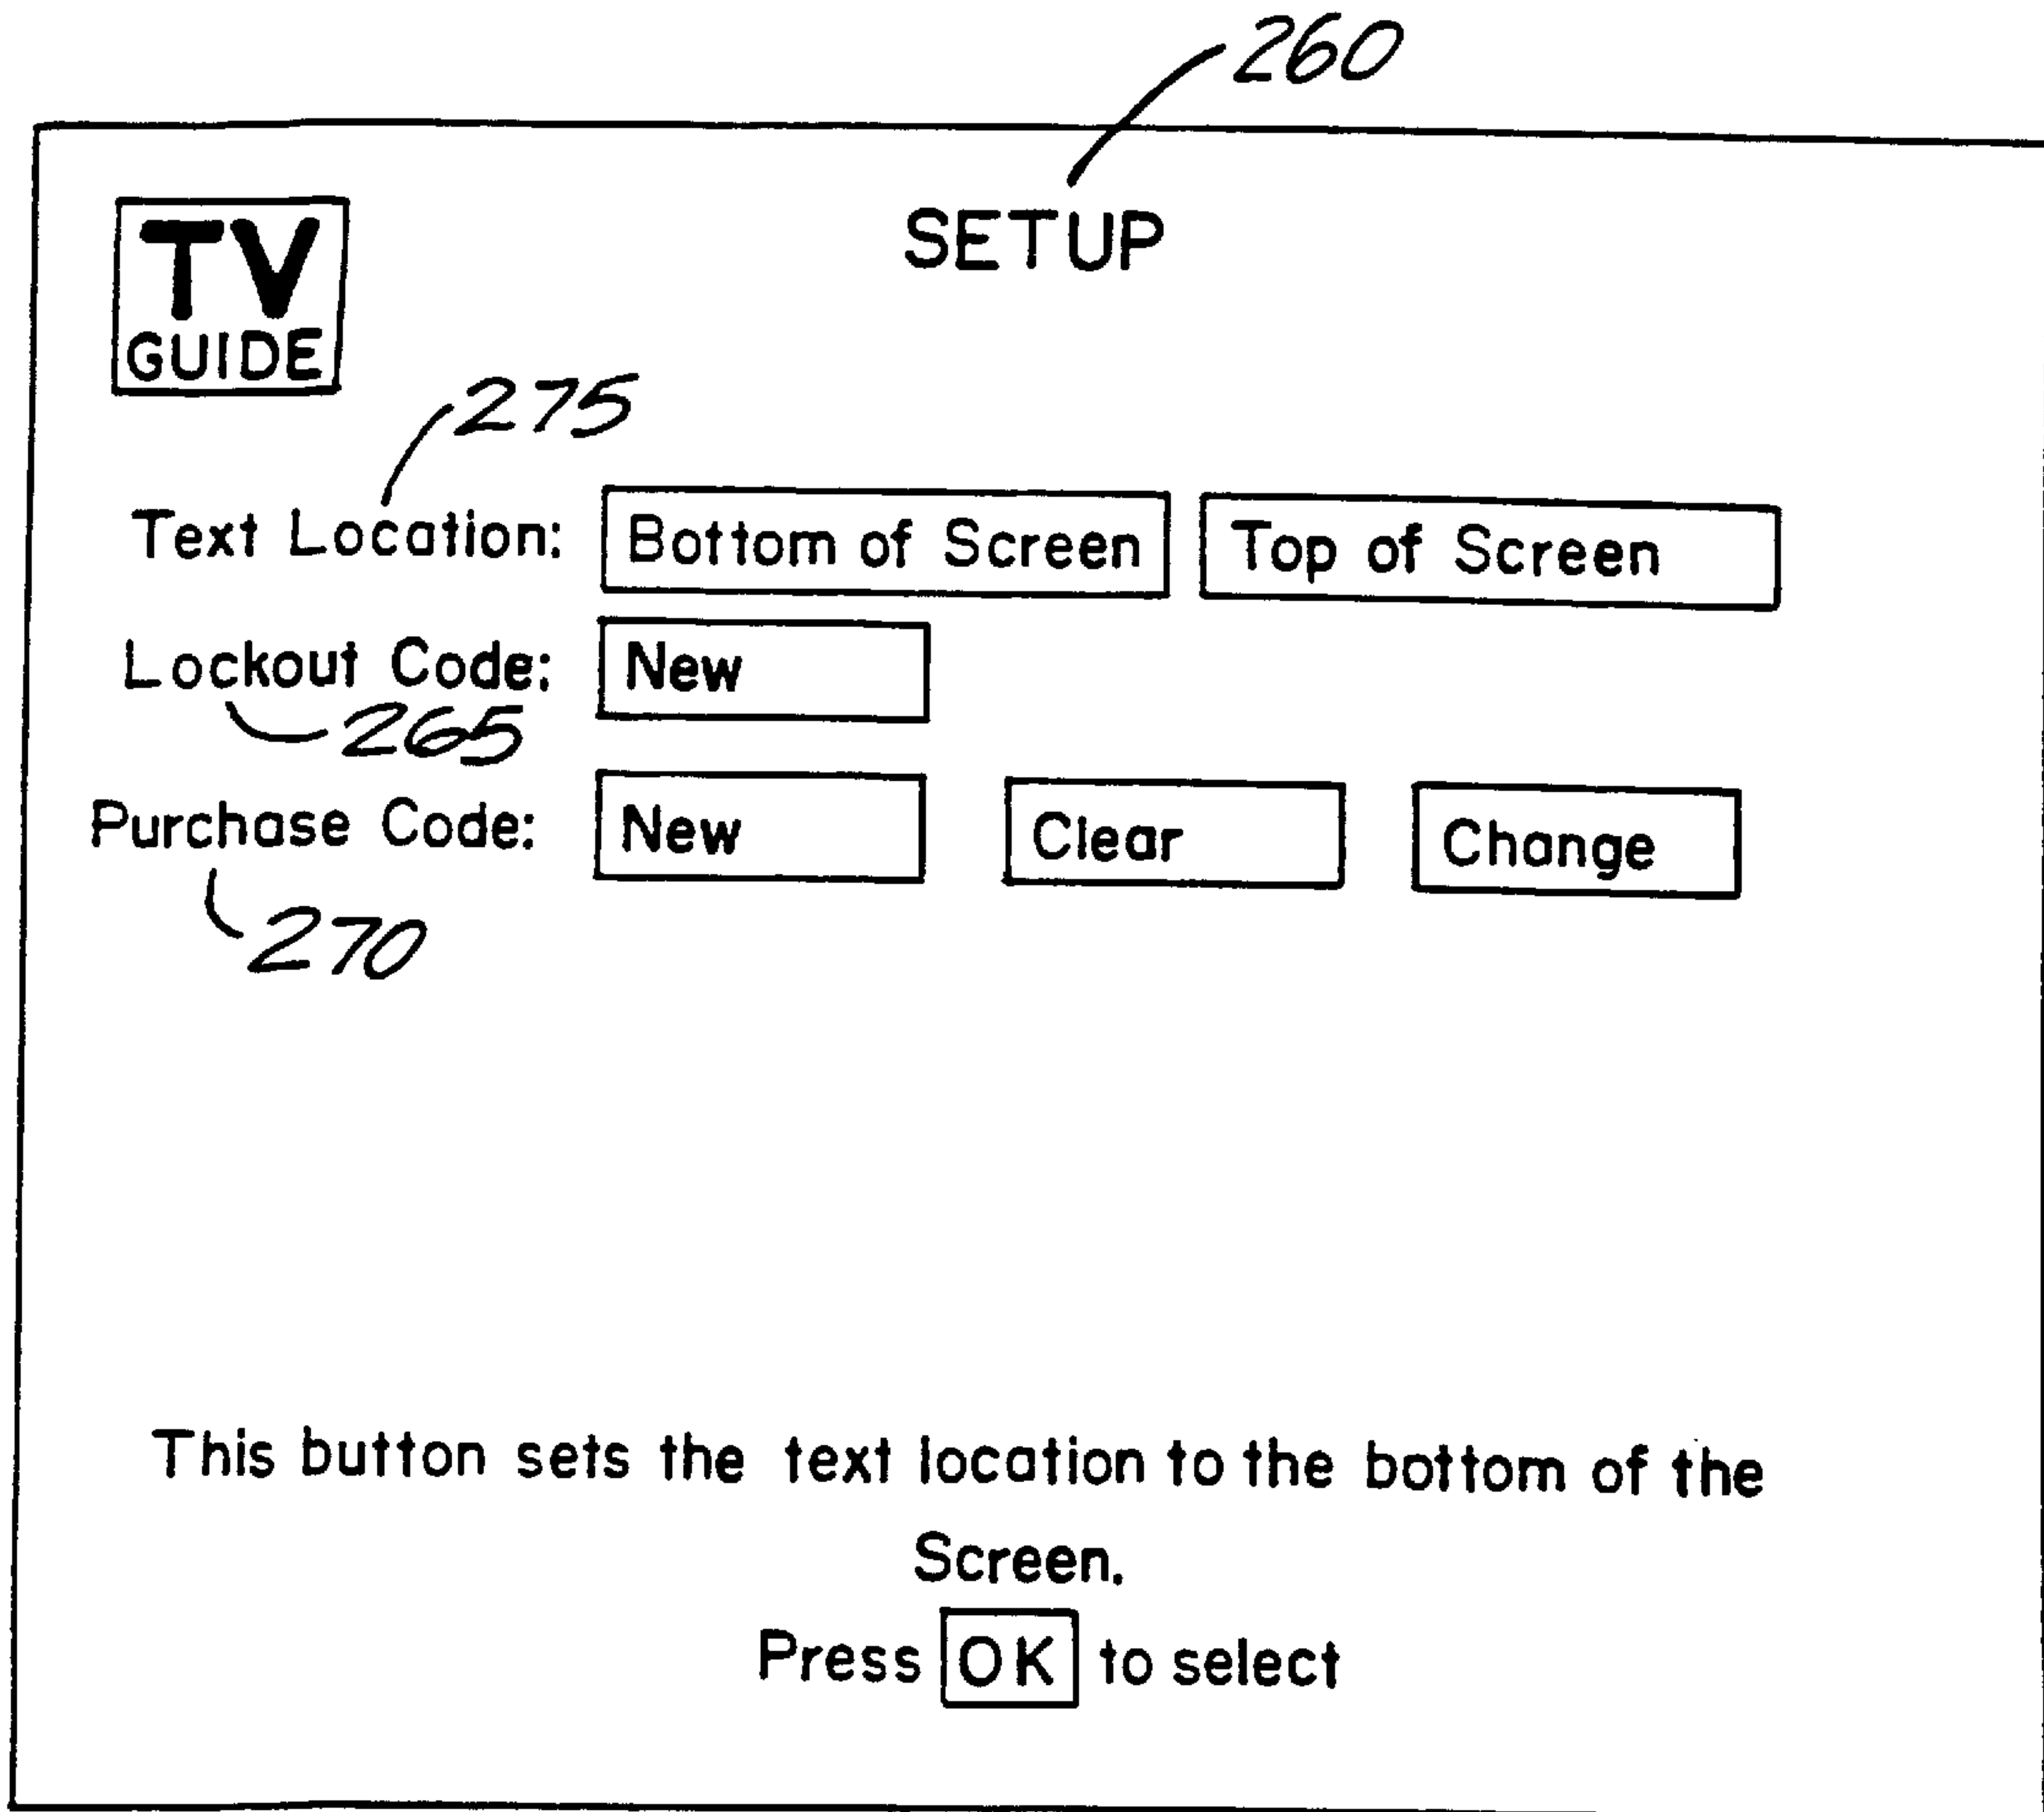 260
TV
GUIDE
SETUP
275
Text Location: Bottom of Screen Top of Screen
Lockout Code: New
265
Purchase Code: New Clear Change
270
This button sets the text location to the bottom of the
Screen.
Press OK to select